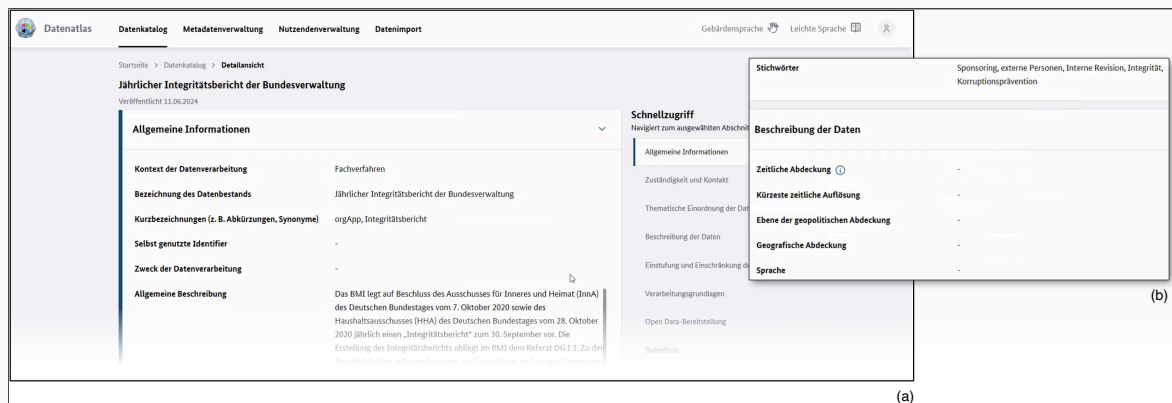 Datenatlas
Datenkatalog Metadatenverwaltung Nutzendenverwaltung Datenimport
Gebärdensprache Leichte Sprache
Startseite > Datenkatalog > Detailansicht
Jährlicher Integritätsbericht der Bundesverwaltung
Veröffentlicht 11.06.2024
Allgemeine Informationen
Kontext der Datenverarbeitung Fachverfahren
Bezeichnung des Datenbestands Jährlicher Integritätsbericht der Bundesverwaltung
Kurzbezeichnungen (z. B. Abkürzungen, Synonyme) orgApp, Integritätsbericht
Selbst genutzte Identifier -
Zweck der Datenverarbeitung -
Allgemeine Beschreibung Das BMI legt auf Beschluss des Ausschusses für Inneres und Heimat (InnA)
des Deutschen Bundestages vom 7. Oktober 2020 sowie des
Haushaltsausschusses (HHA) des Deutschen Bundestages vom 28. Oktober
2020 jährlich einen „Integritätsbericht" zum 30. September vor. Die
Erstellung des Integritätsberichts obliegt im BMI dem Referat DG I 3. Zu den
Schnellzugriff
Navigiert zum ausgewählten Abschnit
Allgemeine Informationen
Zuständigkeit und Kontakt
Thematische Einordnung der Dat
Beschreibung der Daten
Einstufung und Einschränkung de
Verarbeitungsgrundlagen
Open Data-Bereitstellung
Datenfluss
(a)
Stichwörter Sponsoring, externe Personen, Interne Revision, Integrität,
Korruptionsprävention
Beschreibung der Daten
Zeitliche Abdeckung -
Kürzeste zeitliche Auflösung -
Ebene der geopolitischen Abdeckung -
Geografische Abdeckung -
Sprache -
(b)